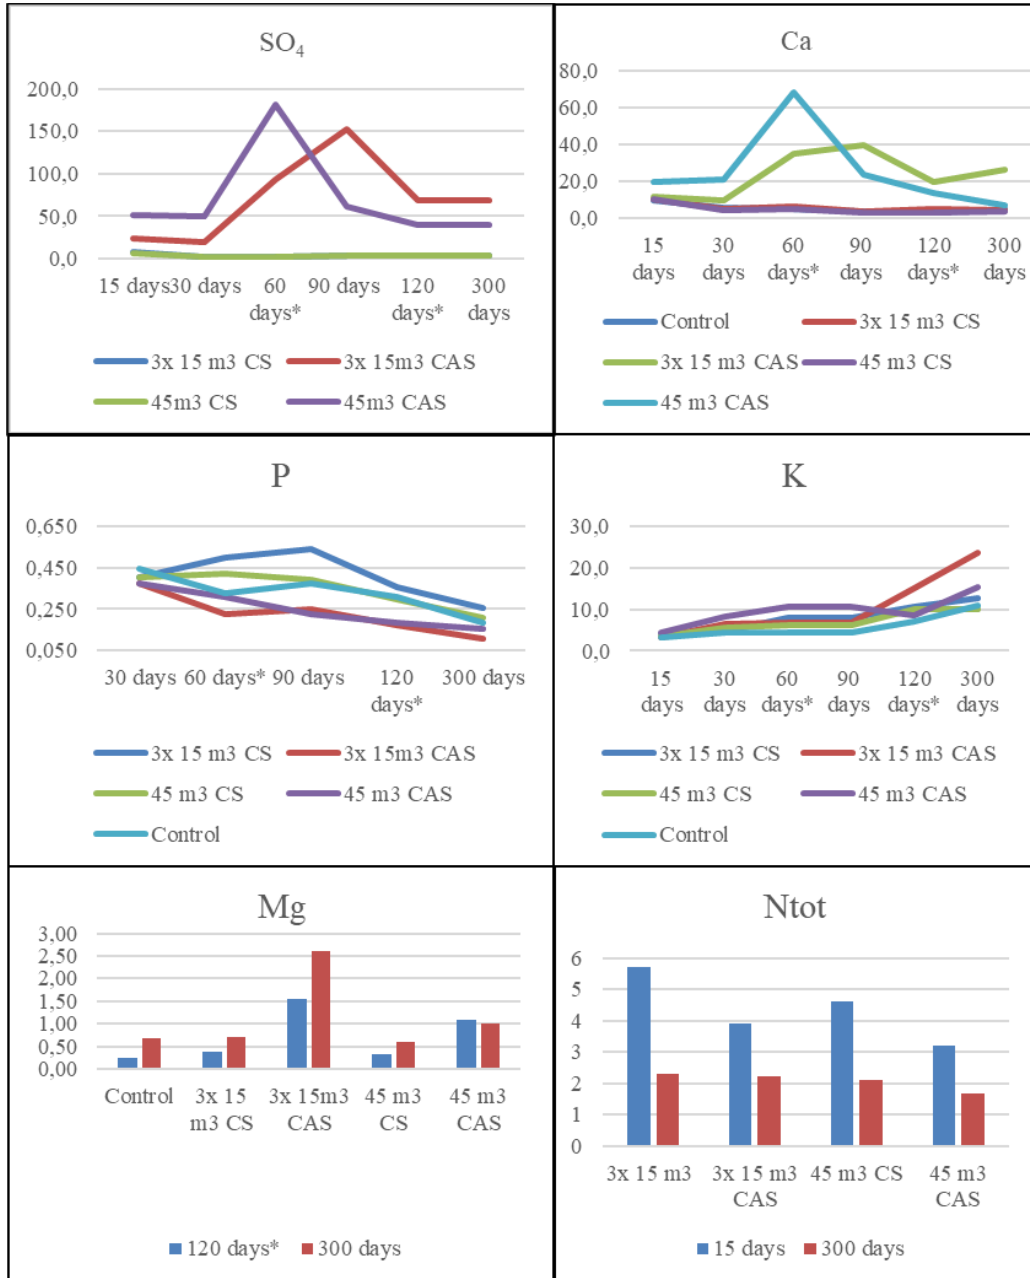 SO₄
200,0
150,0
100,0
50,0
0,0
15 days 30 days 60 days* 90 days 120 days* 300 days
3x 15 m3 CS 3x 15m3 CAS
45m3 CS 45m3 CAS
Ca
80,0
60,0
40,0
20,0
0,0
15 days 30 days 60 days* 90 days 120 days* 300 days
Control 3x 15 m3 CS
3x 15 m3 CAS 45 m3 CS
45 m3 CAS
P
0,650
0,450
0,250
0,050
30 days 60 days* 90 days 120 days* 300 days
3x 15 m3 CS 3x 15m3 CAS
45 m3 CS 45 m3 CAS
Control
K
30,0
20,0
10,0
0,0
15 days 30 days 60 days* 90 days 120 days* 300 days
3x 15 m3 CS 3x 15 m3 CAS
45 m3 CS 45 m3 CAS
Control
Mg
3,00
2,50
2,00
1,50
1,00
0,50
0,00
Control 3x 15 m3 CS 3x 15m3 CAS 45 m3 CS 45 m3 CAS
120 days* 300 days
Ntot
6
5
4
3
2
1
0
3x 15 m3 3x 15 m3 CAS 45 m3 CS 45 m3 CAS
15 days 300 days